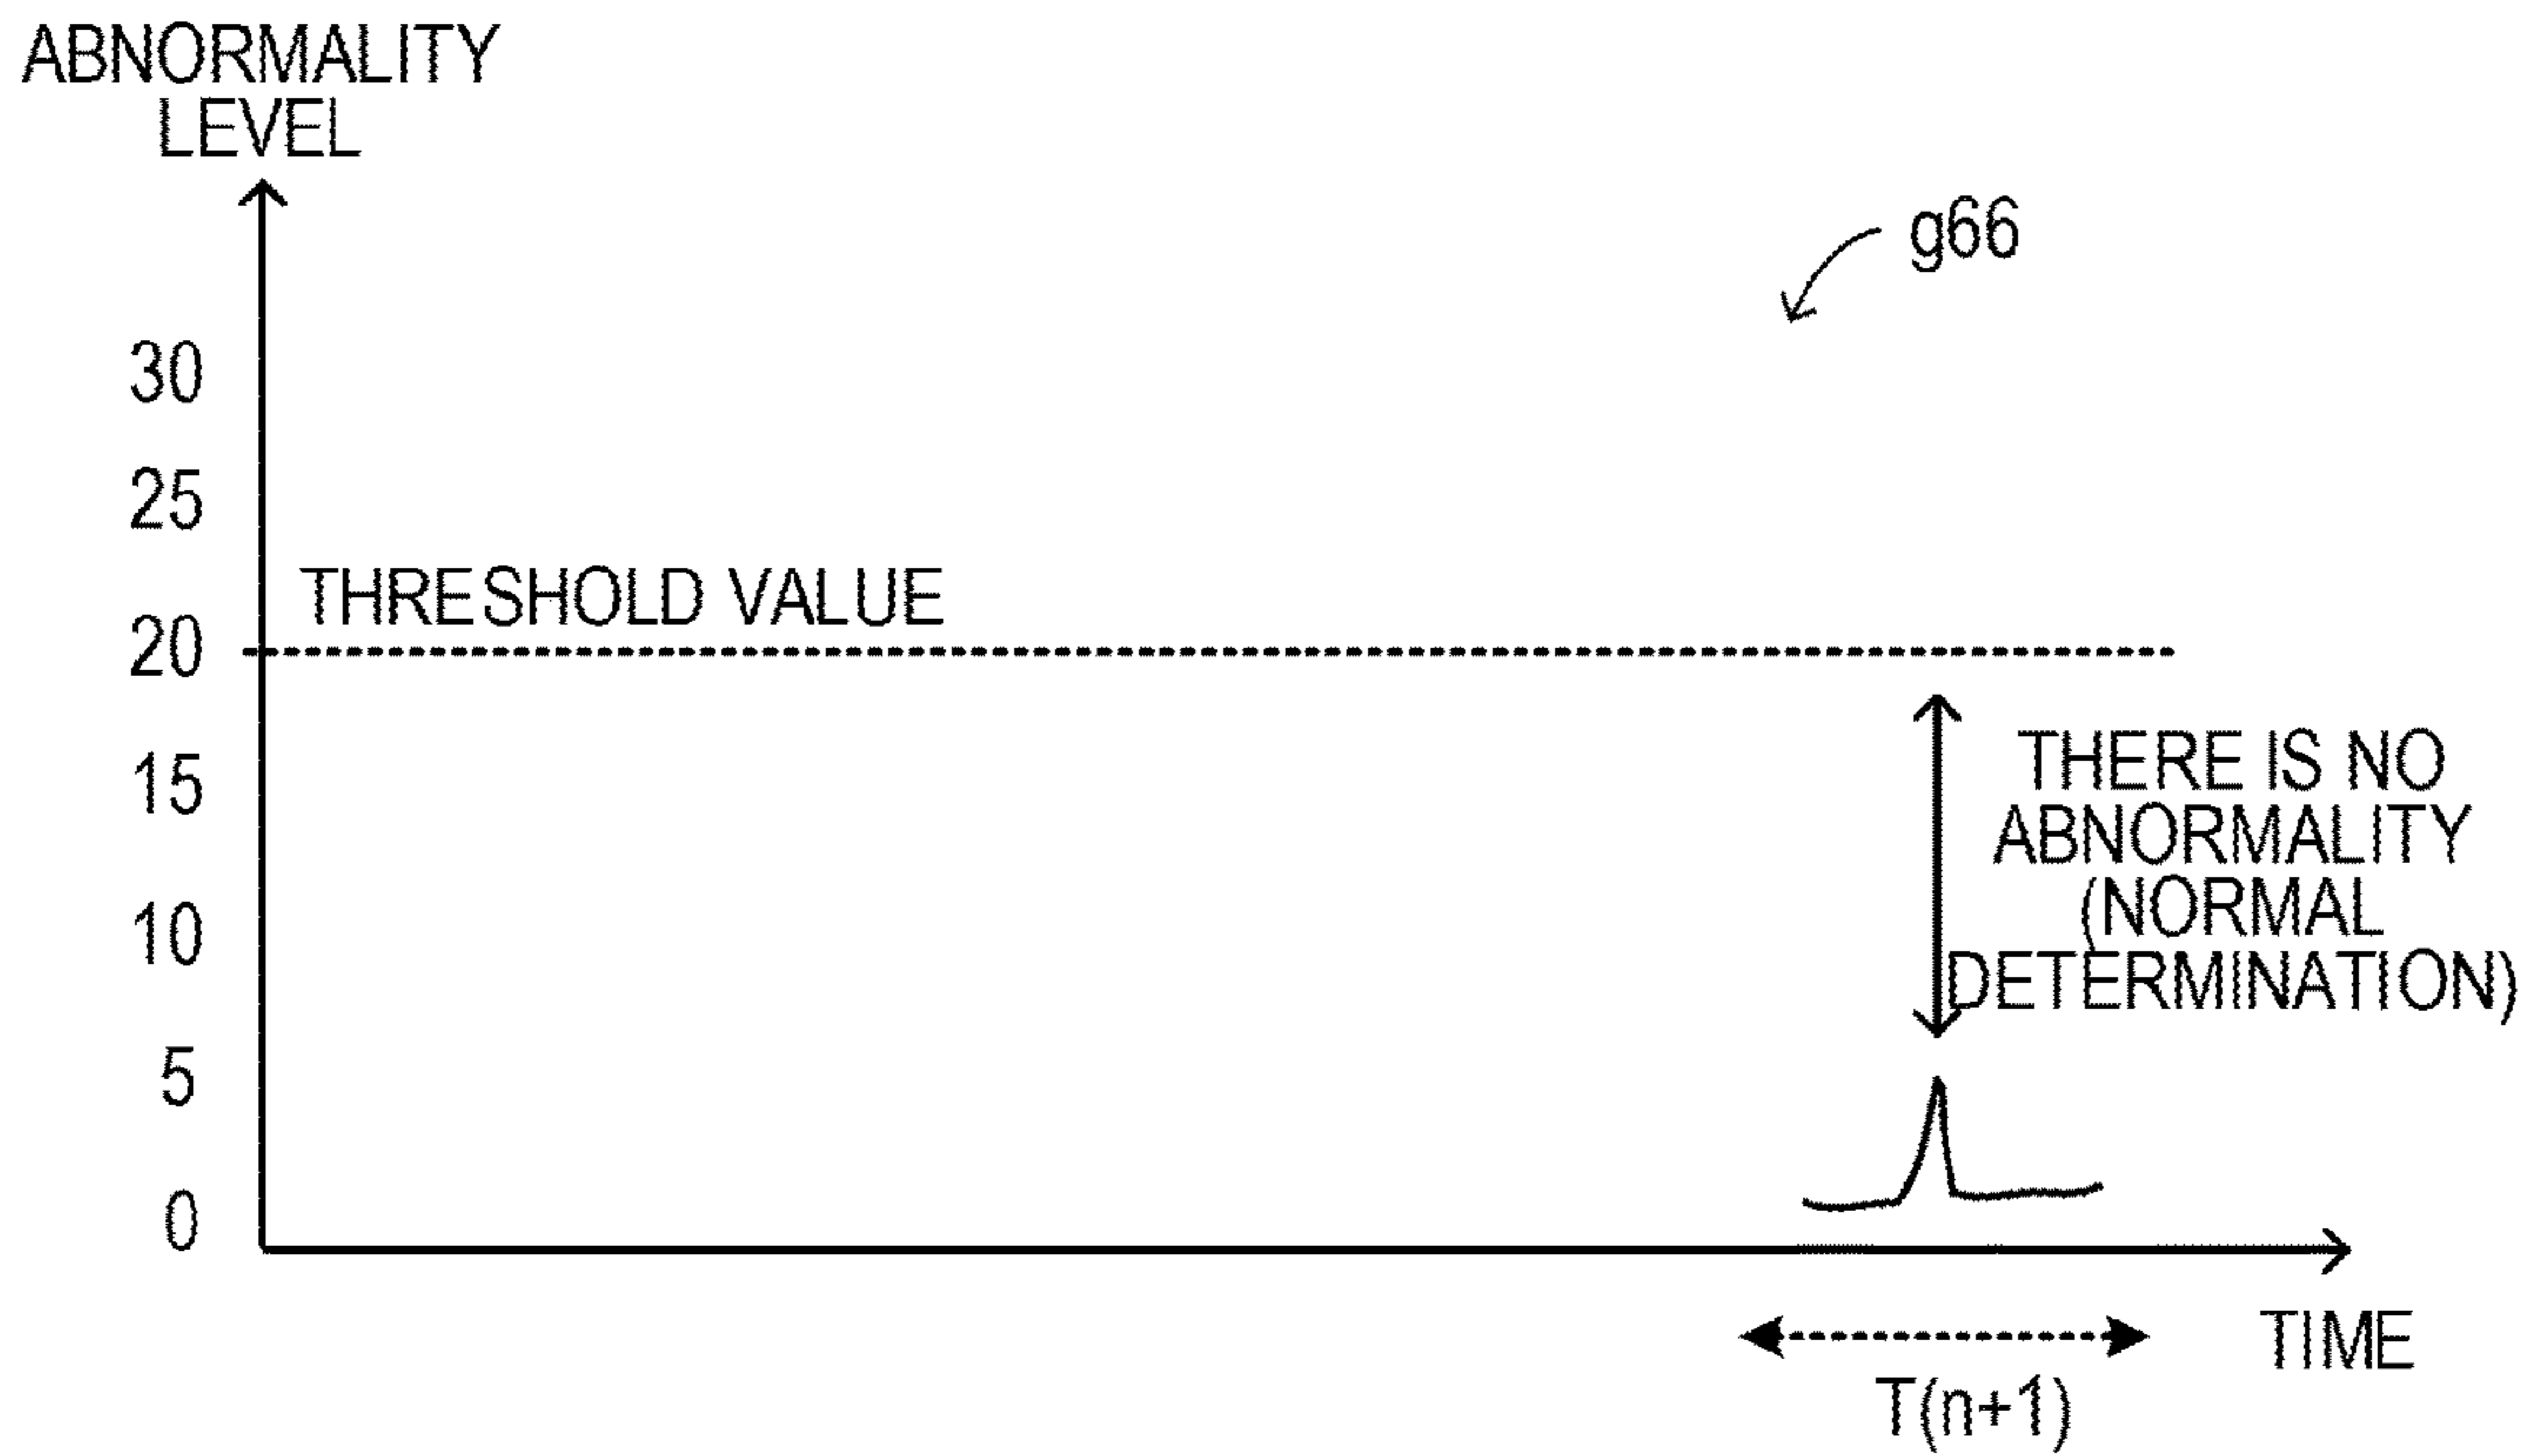 ABNORMALITY
LEVEL
g66
30
25
THRESHOLD VALUE
20
15
THERE IS NO
ABNORMALITY
(NORMAL
DETERMINATION)
10
5
0
TIME
T(n+1)